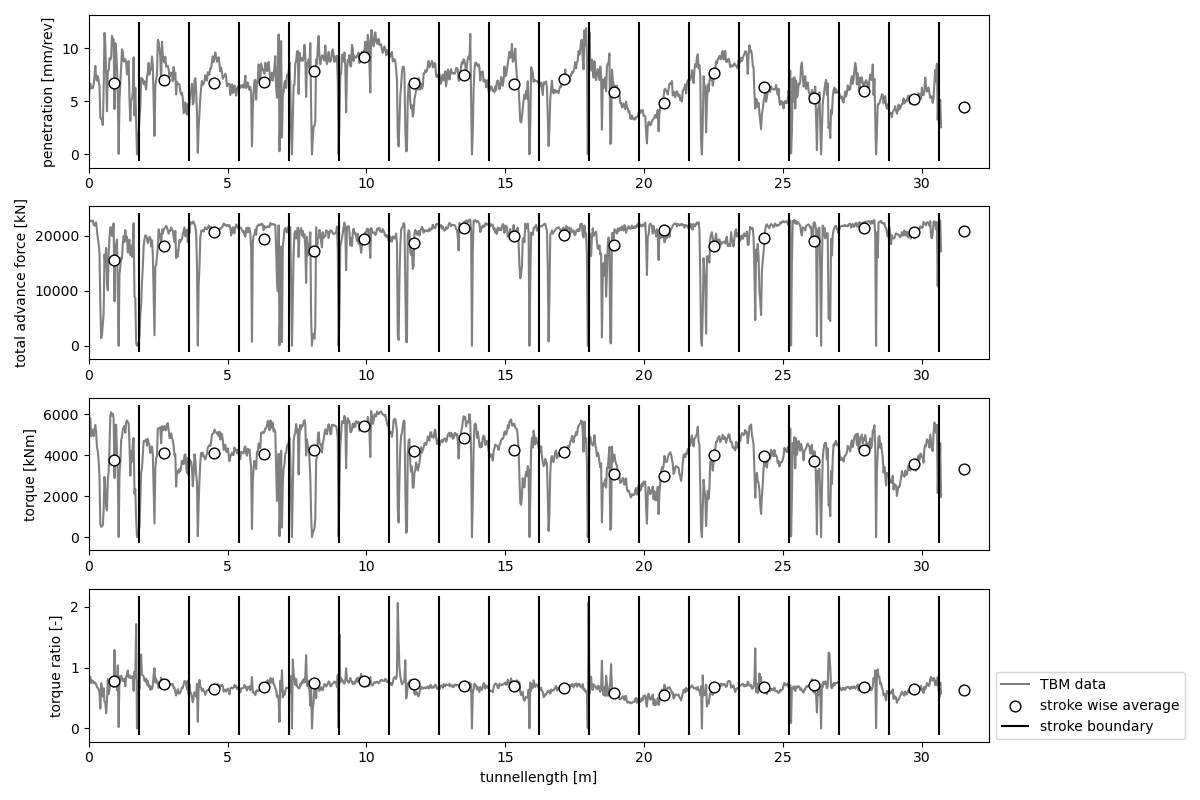 penetration [mm/rev]
10
5
0
0 5 10 15 20 25 30
total advance force [kN]
20000
10000
0
0 5 10 15 20 25 30
torque [kNm]
6000
4000
2000
0
0 5 10 15 20 25 30
torque ratio [-]
2
1
0
0 5 10 15 20 25 30
tunnellength [m]
TBM data
stroke wise average
stroke boundary